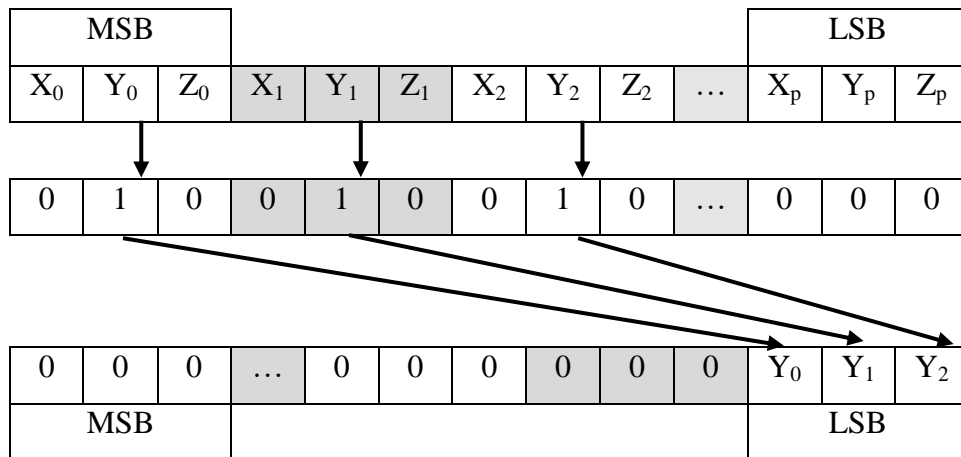 MSB LSB
X₀ Y₀ Z₀ X₁ Y₁ Z₁ X₂ Y₂ Z₂ … Xₚ Yₚ Zₚ
0 1 0 0 1 0 0 1 0 … 0 0 0
0 0 0 … 0 0 0 0 0 0 Y₀ Y₁ Y₂
MSB LSB